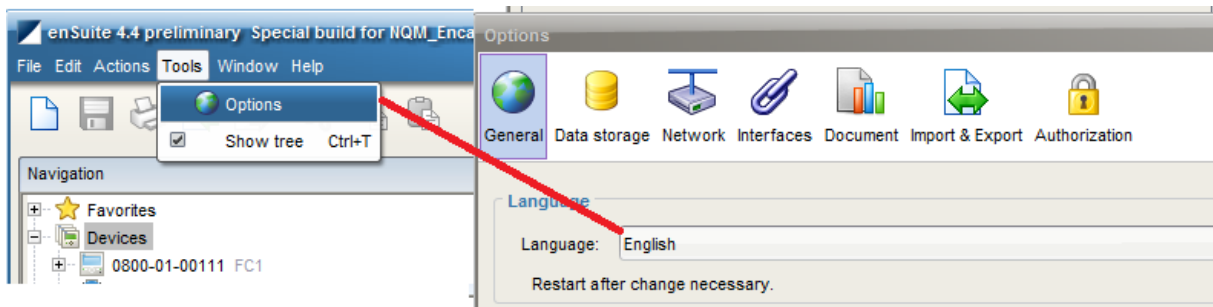 enSuite 4.4 preliminary Special build for NQM_Enca
File Edit Actions Tools Window Help
Options
Show tree Ctrl+T
Navigation
Favorites
Devices
0800-01-00111 FC1
Options
General Data storage Network Interfaces Document Import & Export Authorization
Language
Language: English
Restart after change necessary.